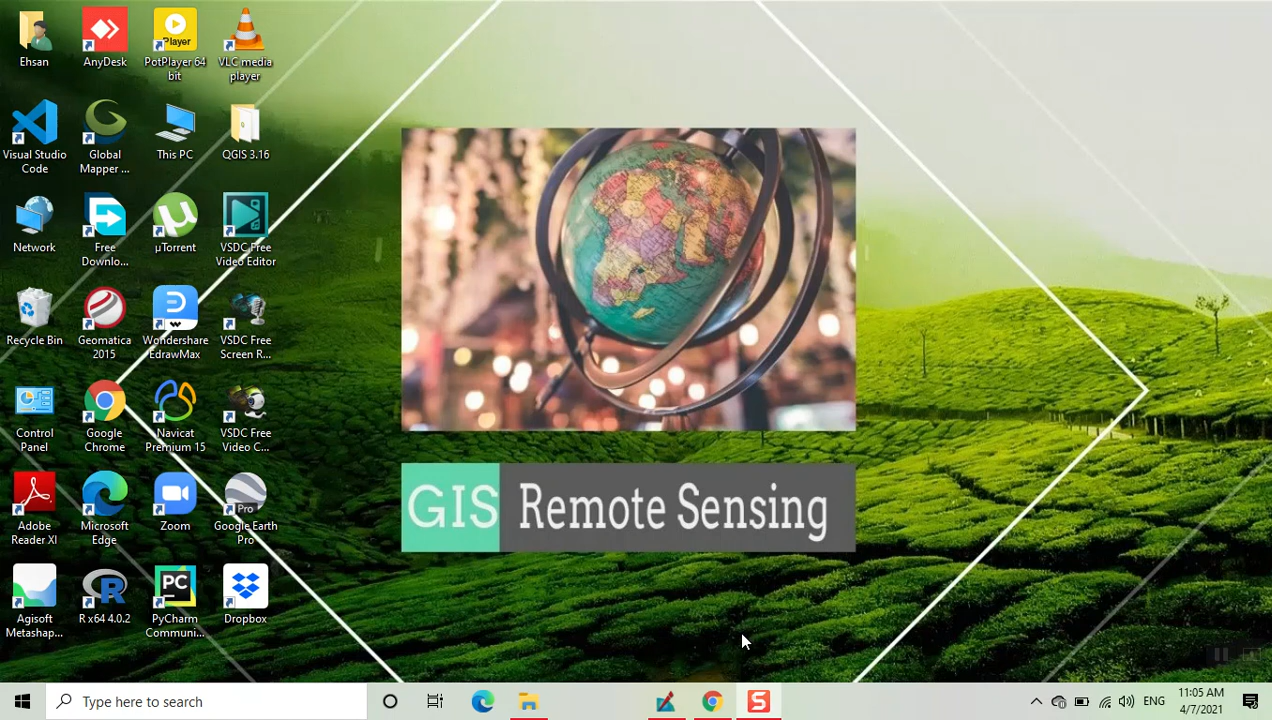 Ehsan
AnyDesk
PotPlayer 64
bit
VLC media
player
Visual Studio
Code
Global
Mapper ...
This PC
QGIS 3.16
Network
Free
Downlo...
µTorrent
VSDC Free
Video Editor
Recycle Bin
Geomatica
2015
Wondershare
EdrawMax
VSDC Free
Screen R...
Control
Panel
Google
Chrome
Navicat
Premium 15
VSDC Free
Video C...
Adobe
Reader XI
Microsoft
Edge
Zoom
Google Earth
Pro
Agisoft
Metashap...
R x64 4.0.2
PyCharm
Communi...
Dropbox
Player
Pro
PC
GIS Remote Sensing
Type here to search
S
ENG
11:05 AM
4/7/2021